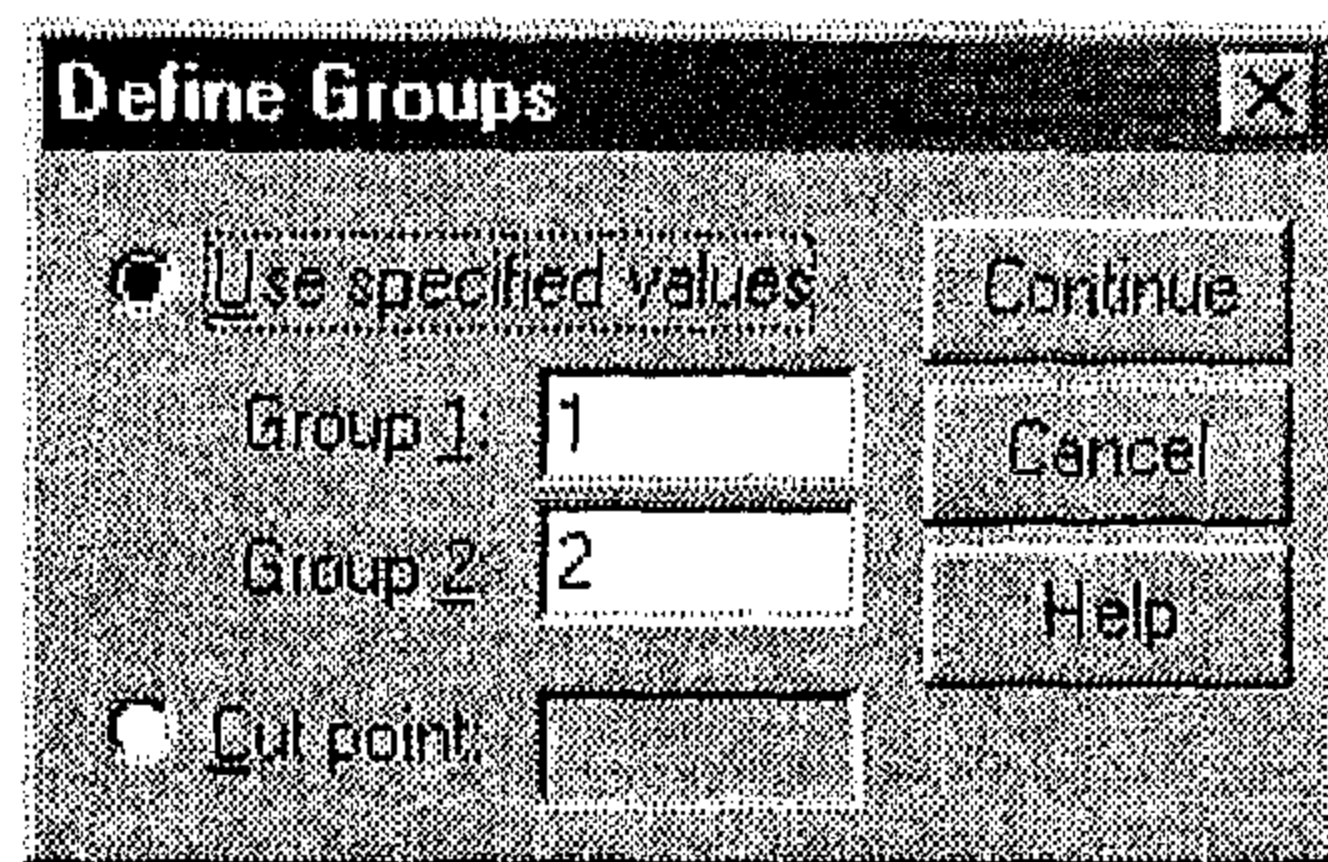 Define Groups
Use specified values
Group 1: 1
Group 2: 2
Cut point:
Continue
Cancel
Help